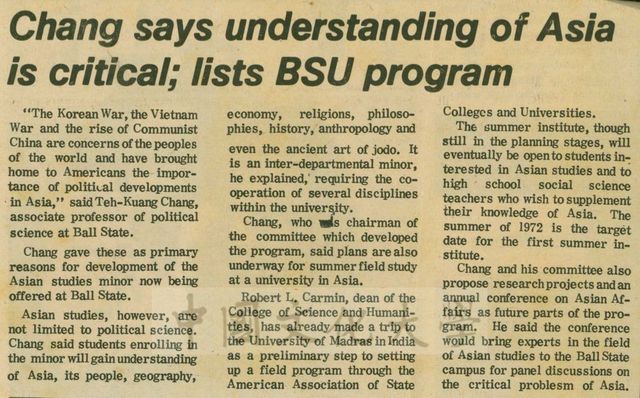 Chang says understanding of Asia
is critical; lists BSU program
"The Korean War, the Vietnam
War and the rise of Communist
China are concerns of the peoples
of the world and have brought
home to Americans the impor-
tance of political developments
in Asia," said Teh-Kuang Chang,
associate professor of political
science at Ball State.
Chang gave these as primary
reasons for development of the
Asian studies minor now being
offered at Ball State.
Asian studies, however, are
not limited to political science.
Chang said students enrolling in
the minor will gain understanding
of Asia, its people, geography,
economy, religions, philoso-
phies, history, anthropology and
even the ancient art of jodo. It
is an inter-departmental minor,
he explained, requiring the co-
operation of several disciplines
within the university.
Chang, who is chairman of
the committee which developed
the program, said plans are also
underway for summer field study
at a university in Asia.
Robert L. Carmin, dean of the
College of Science and Humani-
ties, has already made a trip to
the University of Madras in India
as a preliminary step to setting
up a field program through the
American Association of State
Colleges and Universities.
The summer institute, though
still in the planning stages, will
eventually be open to students in-
terested in Asian studies and to
high school social science
teachers who wish to supplement
their knowledge of Asia. The
summer of 1972 is the target
date for the first summer in-
stitute.
Chang and his committee also
propose research projects and an
annual conference on Asian Af-
fairs as future parts of the pro-
gram. He said the conference
would bring experts in the field
of Asian studies to the Ball State
campus for panel discussions on
the critical problesm of Asia.
中國文化大學